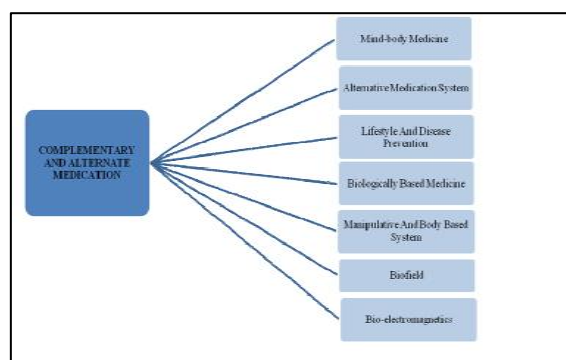 COMPLEMENTARY
AND ALTERNATE
MEDICATION
Mind-body Medicine
Alternative Medication System
Lifestyle And Disease
Prevention
Biologically Based Medicine
Manipulative And Body Based
System
Biofield
Bio-electromagnetics